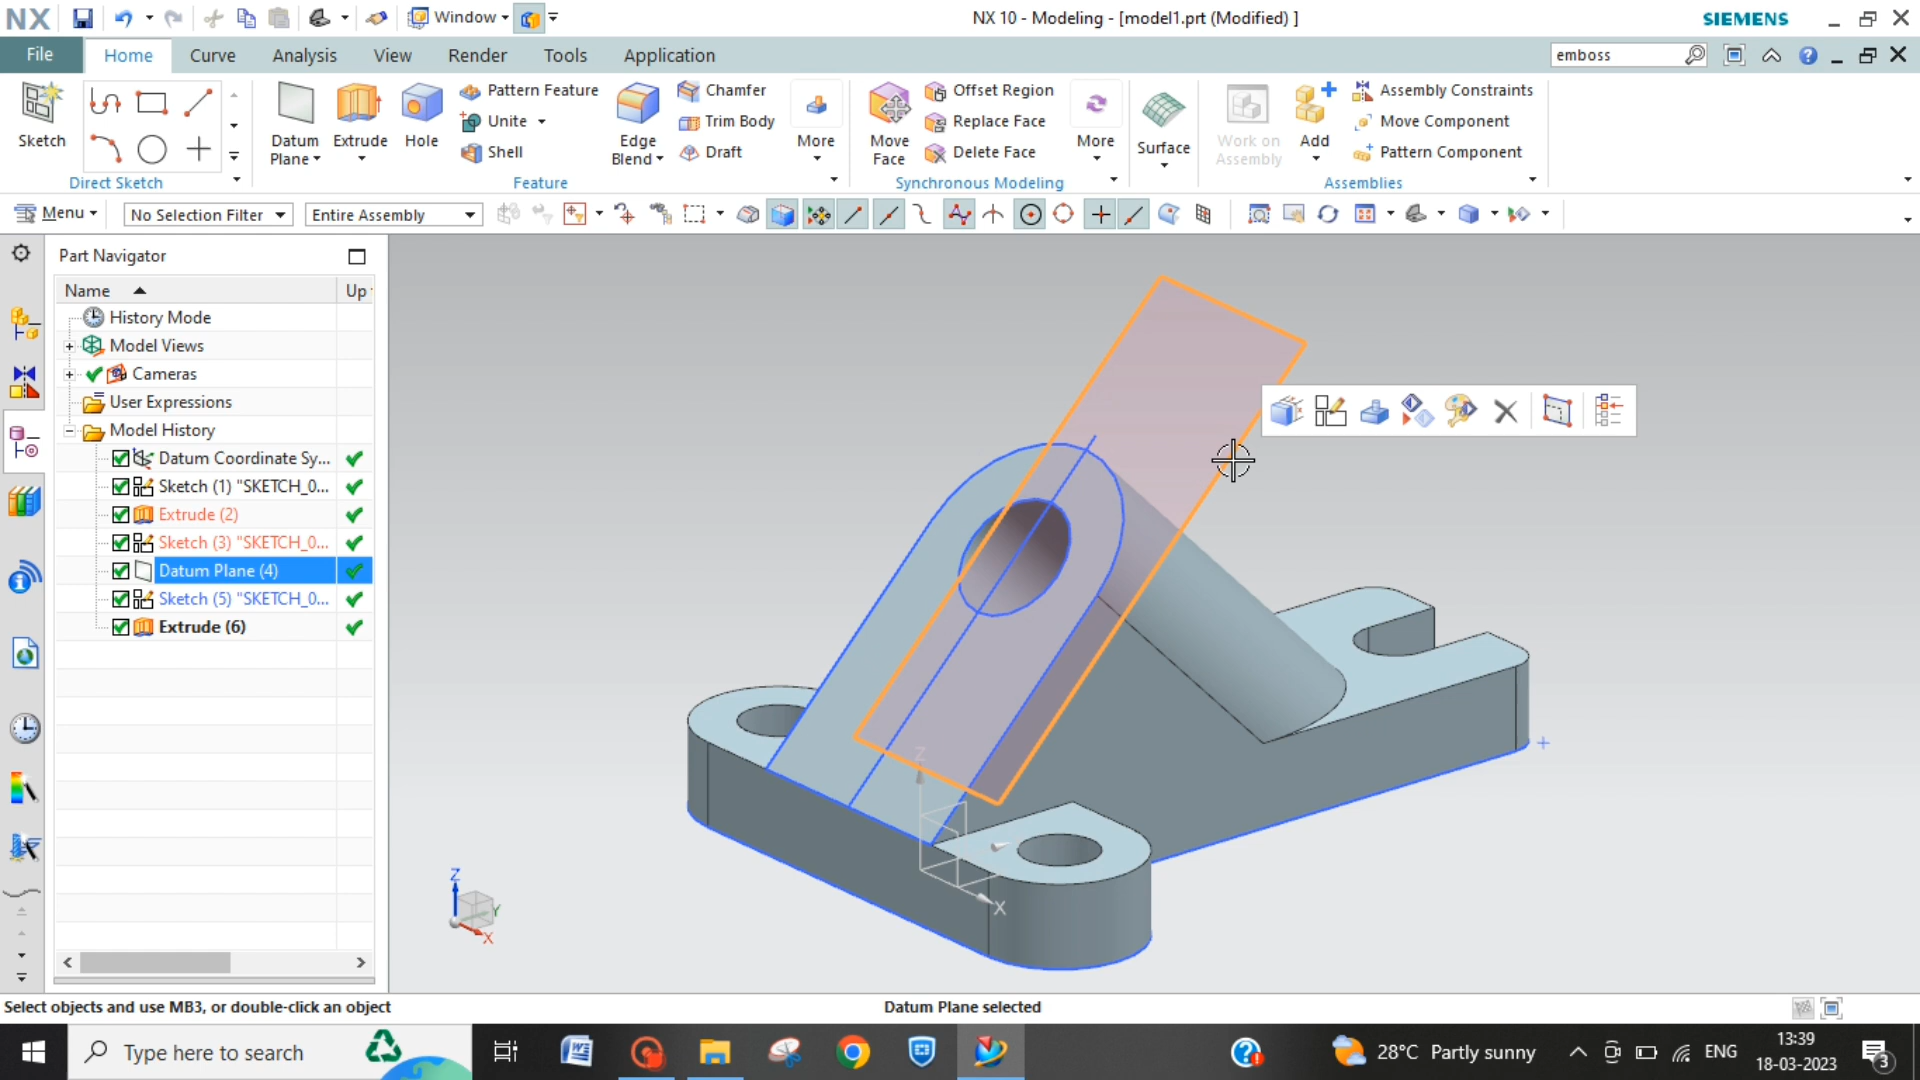 NX
Window
NX 10 - Modeling - [model1.prt (Modified) ]
SIEMENS
File
Home
Curve
Analysis
View
Render
Tools
Application
emboss
Sketch
Direct Sketch
Datum Plane
Extrude
Hole
Pattern Feature
Unite
Shell
Edge Blend
Chamfer
Trim Body
Draft
More
Feature
Move Face
Offset Region
Replace Face
Delete Face
More
Synchronous Modeling
Surface
Work on Assembly
Add
Assembly Constraints
Move Component
Pattern Component
Assemblies
Menu
No Selection Filter
Entire Assembly
Part Navigator
Name
Up
History Mode
Model Views
Cameras
User Expressions
Model History
Datum Coordinate Sy...
Sketch (1) "SKETCH_0...
Extrude (2)
Sketch (3) "SKETCH_0...
Datum Plane (4)
Sketch (5) "SKETCH_0...
Extrude (6)
Z
X
Z
Y
X
Select objects and use MB3, or double-click an object
Datum Plane selected
Type here to search
28°C Partly sunny
ENG
13:39
18-03-2023
3